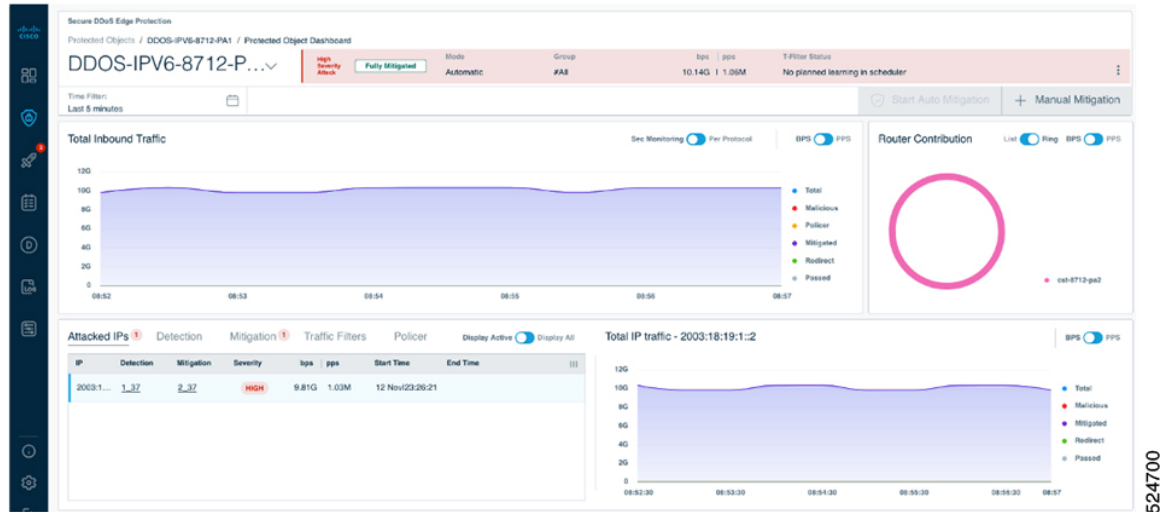 Secure DDoS Edge Protection
CISCO
Protected Objects / DDOS-IPV6-8712-PA1 / Protected Object Dashboard
DDOS-IPV6-8712-P...
High Severity Attack
Fully Mitigated
Mode
Automatic
Group
#All
bps | pps
10.14G | 1.06M
T-Filter Status
No planned learning in scheduler
Time Filter:
Last 5 minutes
Start Auto Mitigation
+ Manual Mitigation
3
Total Inbound Traffic
Sec Monitoring Per Protocol
BPS PPS
12G
10G
8G
6G
4G
2G
0
08:52 08:53 08:54 08:55 08:56 08:57
Total
Malicious
Policer
Mitigated
Redirect
Passed
Router Contribution
List Ring BPS PPS
cst-8712-pa2
D
LOG
Attacked IPs 1 Detection Mitigation 1 Traffic Filters Policer
Display Active Display All
IP Detection Mitigation Severity bps | pps Start Time End Time
2003:1... 1_37 2_37 HIGH 9.81G 1.03M 12 Nov|23:26:21
Total IP traffic - 2003:18:19:1::2
BPS PPS
12G
10G
8G
6G
4G
2G
0
08:52:30 08:53:30 08:54:30 08:55:30 08:56:30 08:57
Total
Malicious
Mitigated
Redirect
Passed
524700